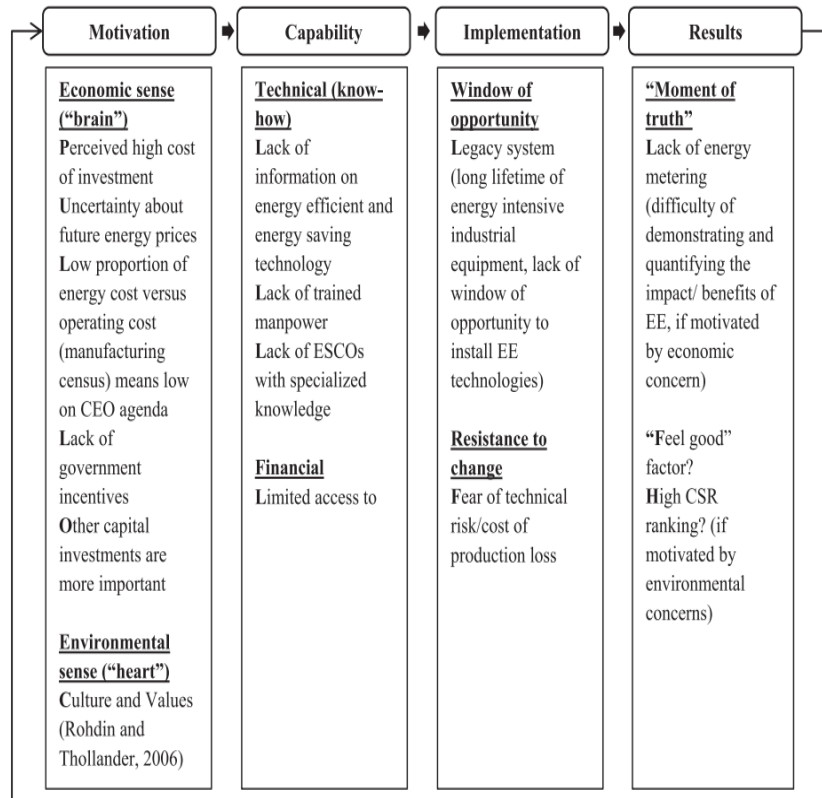 Motivation
Capability
Implementation
Results
Economic sense
("brain")
Perceived high cost
of investment
Uncertainty about
future energy prices
Low proportion of
energy cost versus
operating cost
(manufacturing
census) means low
on CEO agenda
Lack of
government
incentives
Other capital
investments are
more important
Environmental
sense ("heart")
Culture and Values
(Rohdin and
Thollander, 2006)
Technical (know-
how)
Lack of
information on
energy efficient and
energy saving
technology
Lack of trained
manpower
Lack of ESCOs
with specialized
knowledge
Financial
Limited access to
Window of
opportunity
Legacy system
(long lifetime of
energy intensive
industrial
equipment, lack of
window of
opportunity to
install EE
technologies)
Resistance to
change
Fear of technical
risk/cost of
production loss
“Moment of
truth”
Lack of energy
metering
(difficulty of
demonstrating and
quantifying the
impact/ benefits of
EE, if motivated
by economic
concern)
“Feel good”
factor?
High CSR
ranking? (if
motivated by
environmental
concerns)